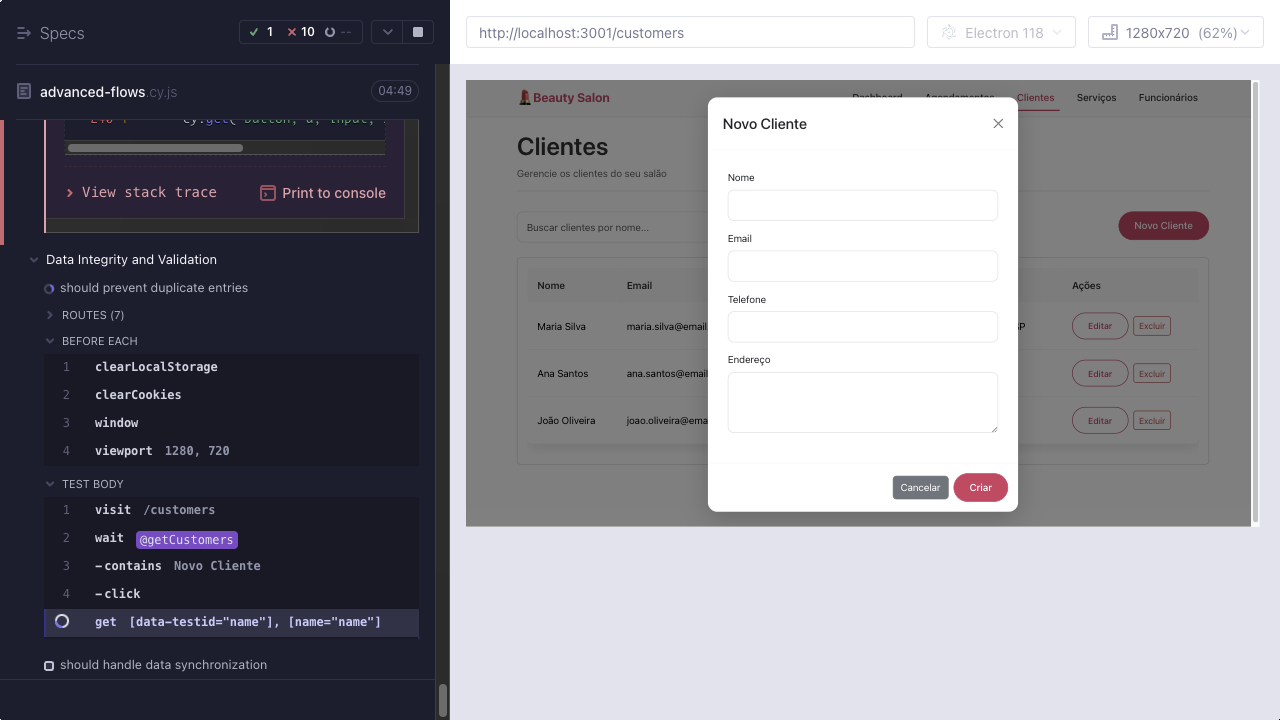 Specs
1
10
--
advanced-flows.cy.js
04:49
View stack trace
Print to console
Data Integrity and Validation
should prevent duplicate entries
ROUTES (7)
BEFORE EACH
1 clearLocalStorage
2 clearCookies
3 window
4 viewport 1280, 720
TEST BODY
1 visit /customers
2 wait @getCustomers
3 -contains Novo Cliente
4 -click
get [data-testid="name"], [name="name"]
should handle data synchronization
http://localhost:3001/customers
Electron 118
1280x720 (62%)
Beauty Salon
Dashboard Agendamentos Clientes Serviços Funcionários
Clientes
Gerencie os clientes do seu salão
Buscar clientes por nome...
Novo Cliente
Nome Email Ações
Maria Silva maria.silva@email SP Editar Excluir
Ana Santos ana.santos@email Editar Excluir
João Oliveira joao.oliveira@ema Editar Excluir
Novo Cliente
Nome
Email
Telefone
Endereço
Cancelar Criar